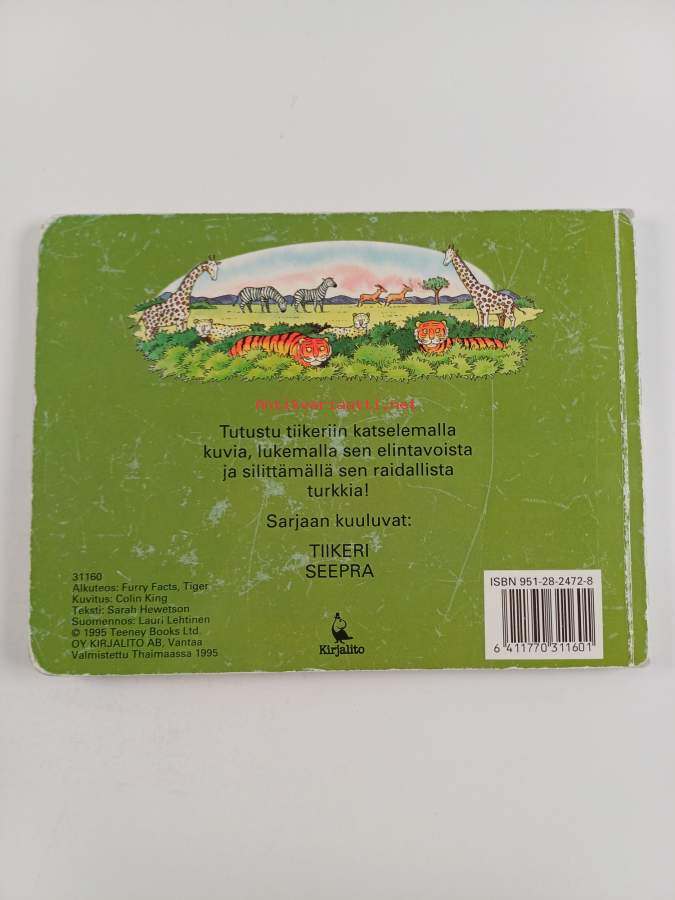 antikvariaatti.net
Tutustu tiikeriin katselemalla
kuvia, lukemalla sen elintavoista
ja silittämällä sen raidallista
turkkia!
Sarjaan kuuluvat:
TIIKERI
SEEPRA
31160
Alkuteos: Furry Facts, Tiger
Kuvitus: Colin King
Teksti: Sarah Hewetson
Suomennos: Lauri Lehtinen
© 1995 Teeney Books Ltd.
OY KIRJALITO AB, Vantaa
Valmistettu Thaimaassa 1995
Kirjalito
ISBN 951-28-2472-8
6 411770 311601